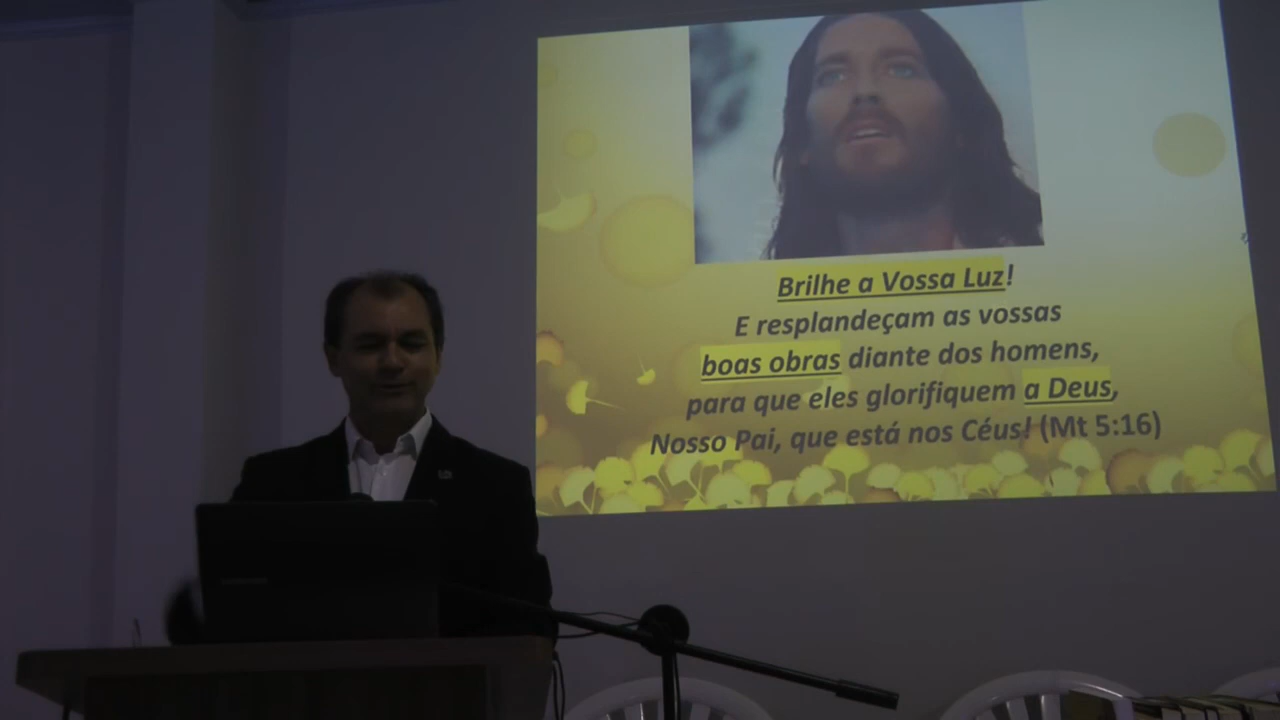 Brilhe a Vossa Luz!
E resplandeçam as vossas
boas obras diante dos homens,
para que eles glorifiquem a Deus,
Nosso Pai, que está nos Céus! (Mt 5:16)